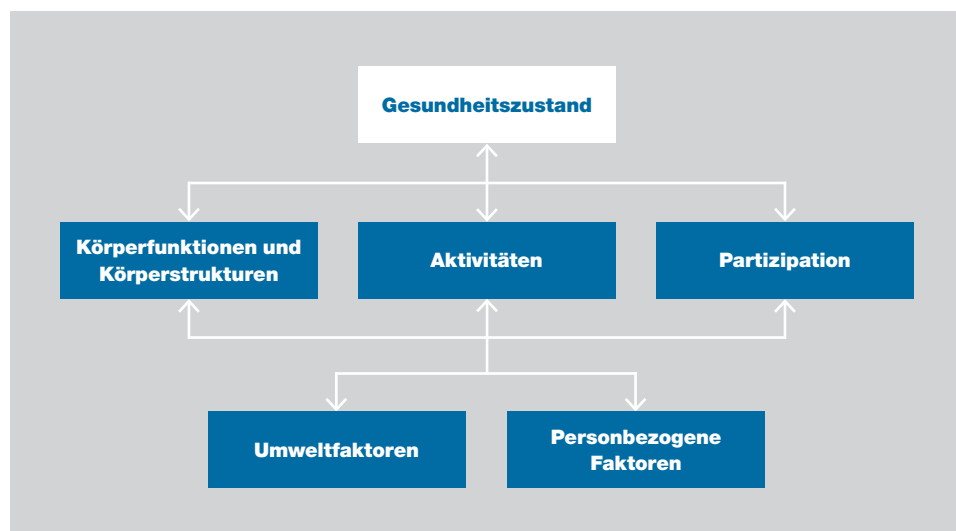 Gesundheitszustand
Körperfunktionen und
Körperstrukturen
Aktivitäten
Partizipation
Umweltfaktoren
Personbezogene
Faktoren